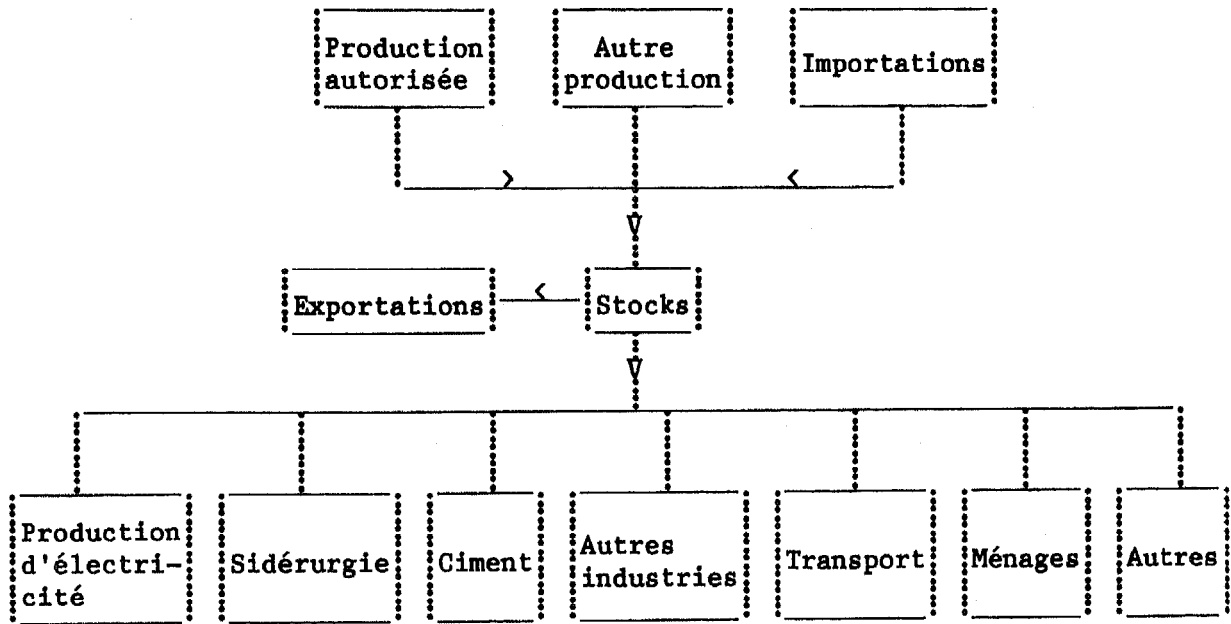 Production
autorisée
Autre
production
Importations
Exportations
Stocks
Production
d'électri-
cité
Sidérurgie
Ciment
Autres
industries
Transport
Ménages
Autres